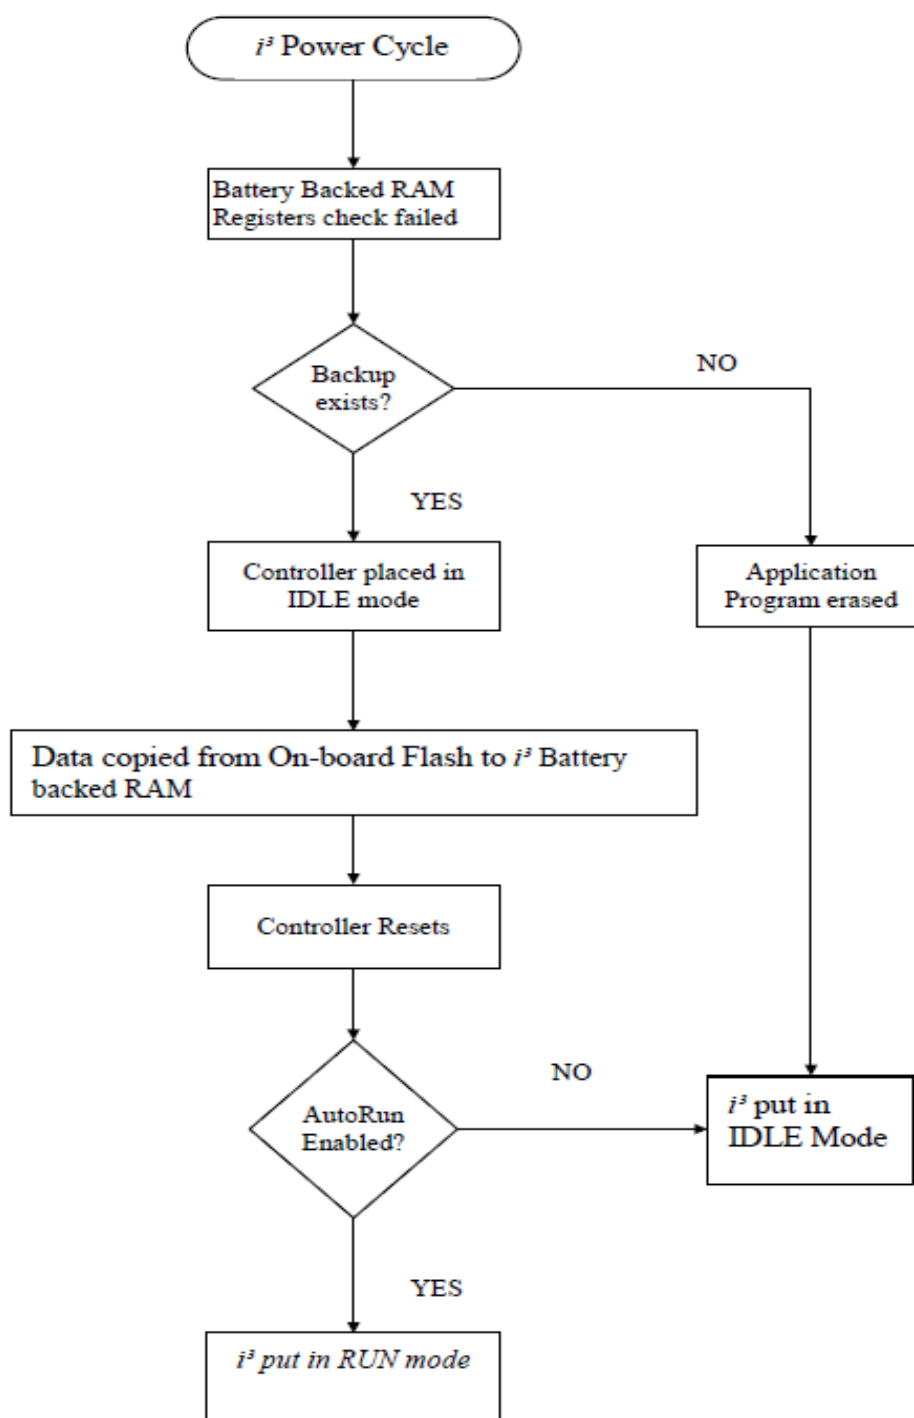 i³ Power Cycle
Battery Backed RAM
Registers check failed
Backup
exists?
NO
YES
Controller placed in
IDLE mode
Application
Program erased
Data copied from On-board Flash to i³ Battery
backed RAM
Controller Resets
AutoRun
Enabled?
NO
i³ put in
IDLE Mode
YES
i³ put in RUN mode